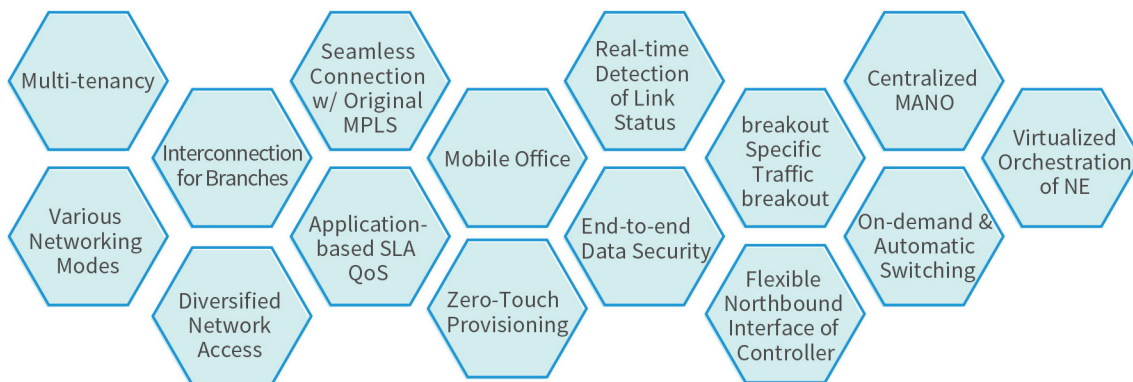 Multi-tenancy
Seamless
Connection
w/ Original
MPLS
Real-time
Detection
of Link
Status
Centralized
MANO
Interconnection
for Branches
Mobile Office
breakout
Specific
Traffic
breakout
Virtualized
Orchestration
of NE
Various
Networking
Modes
Application-
based SLA
QoS
End-to-end
Data Security
On-demand &
Automatic
Switching
Diversified
Network
Access
Zero-Touch
Provisioning
Flexible
Northbound
Interface of
Controller